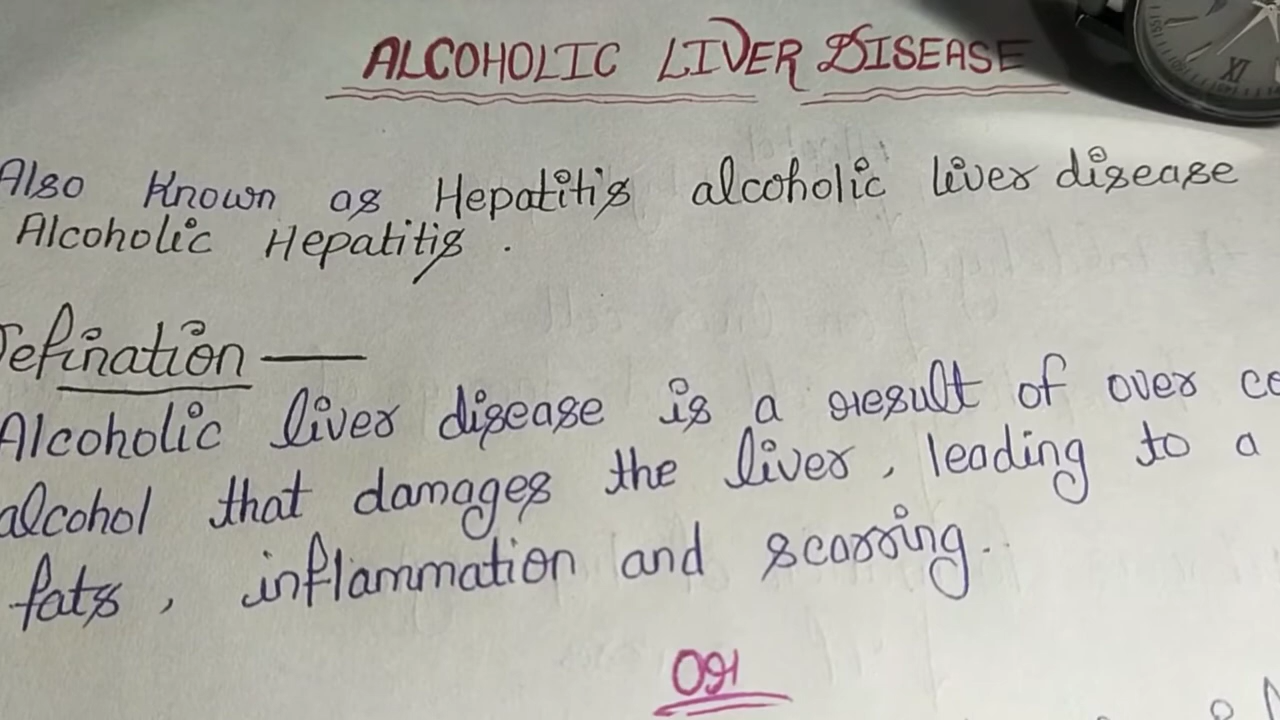 ALCOHOLIC LIVER DISEASE
Also Known as Hepatitis alcoholic liver disease
Alcoholic Hepatitis.
Defination —
Alcoholic liver disease is a result of over
alcohol that damages the liver, leading to a
fats, inflammation and scarring.
OR